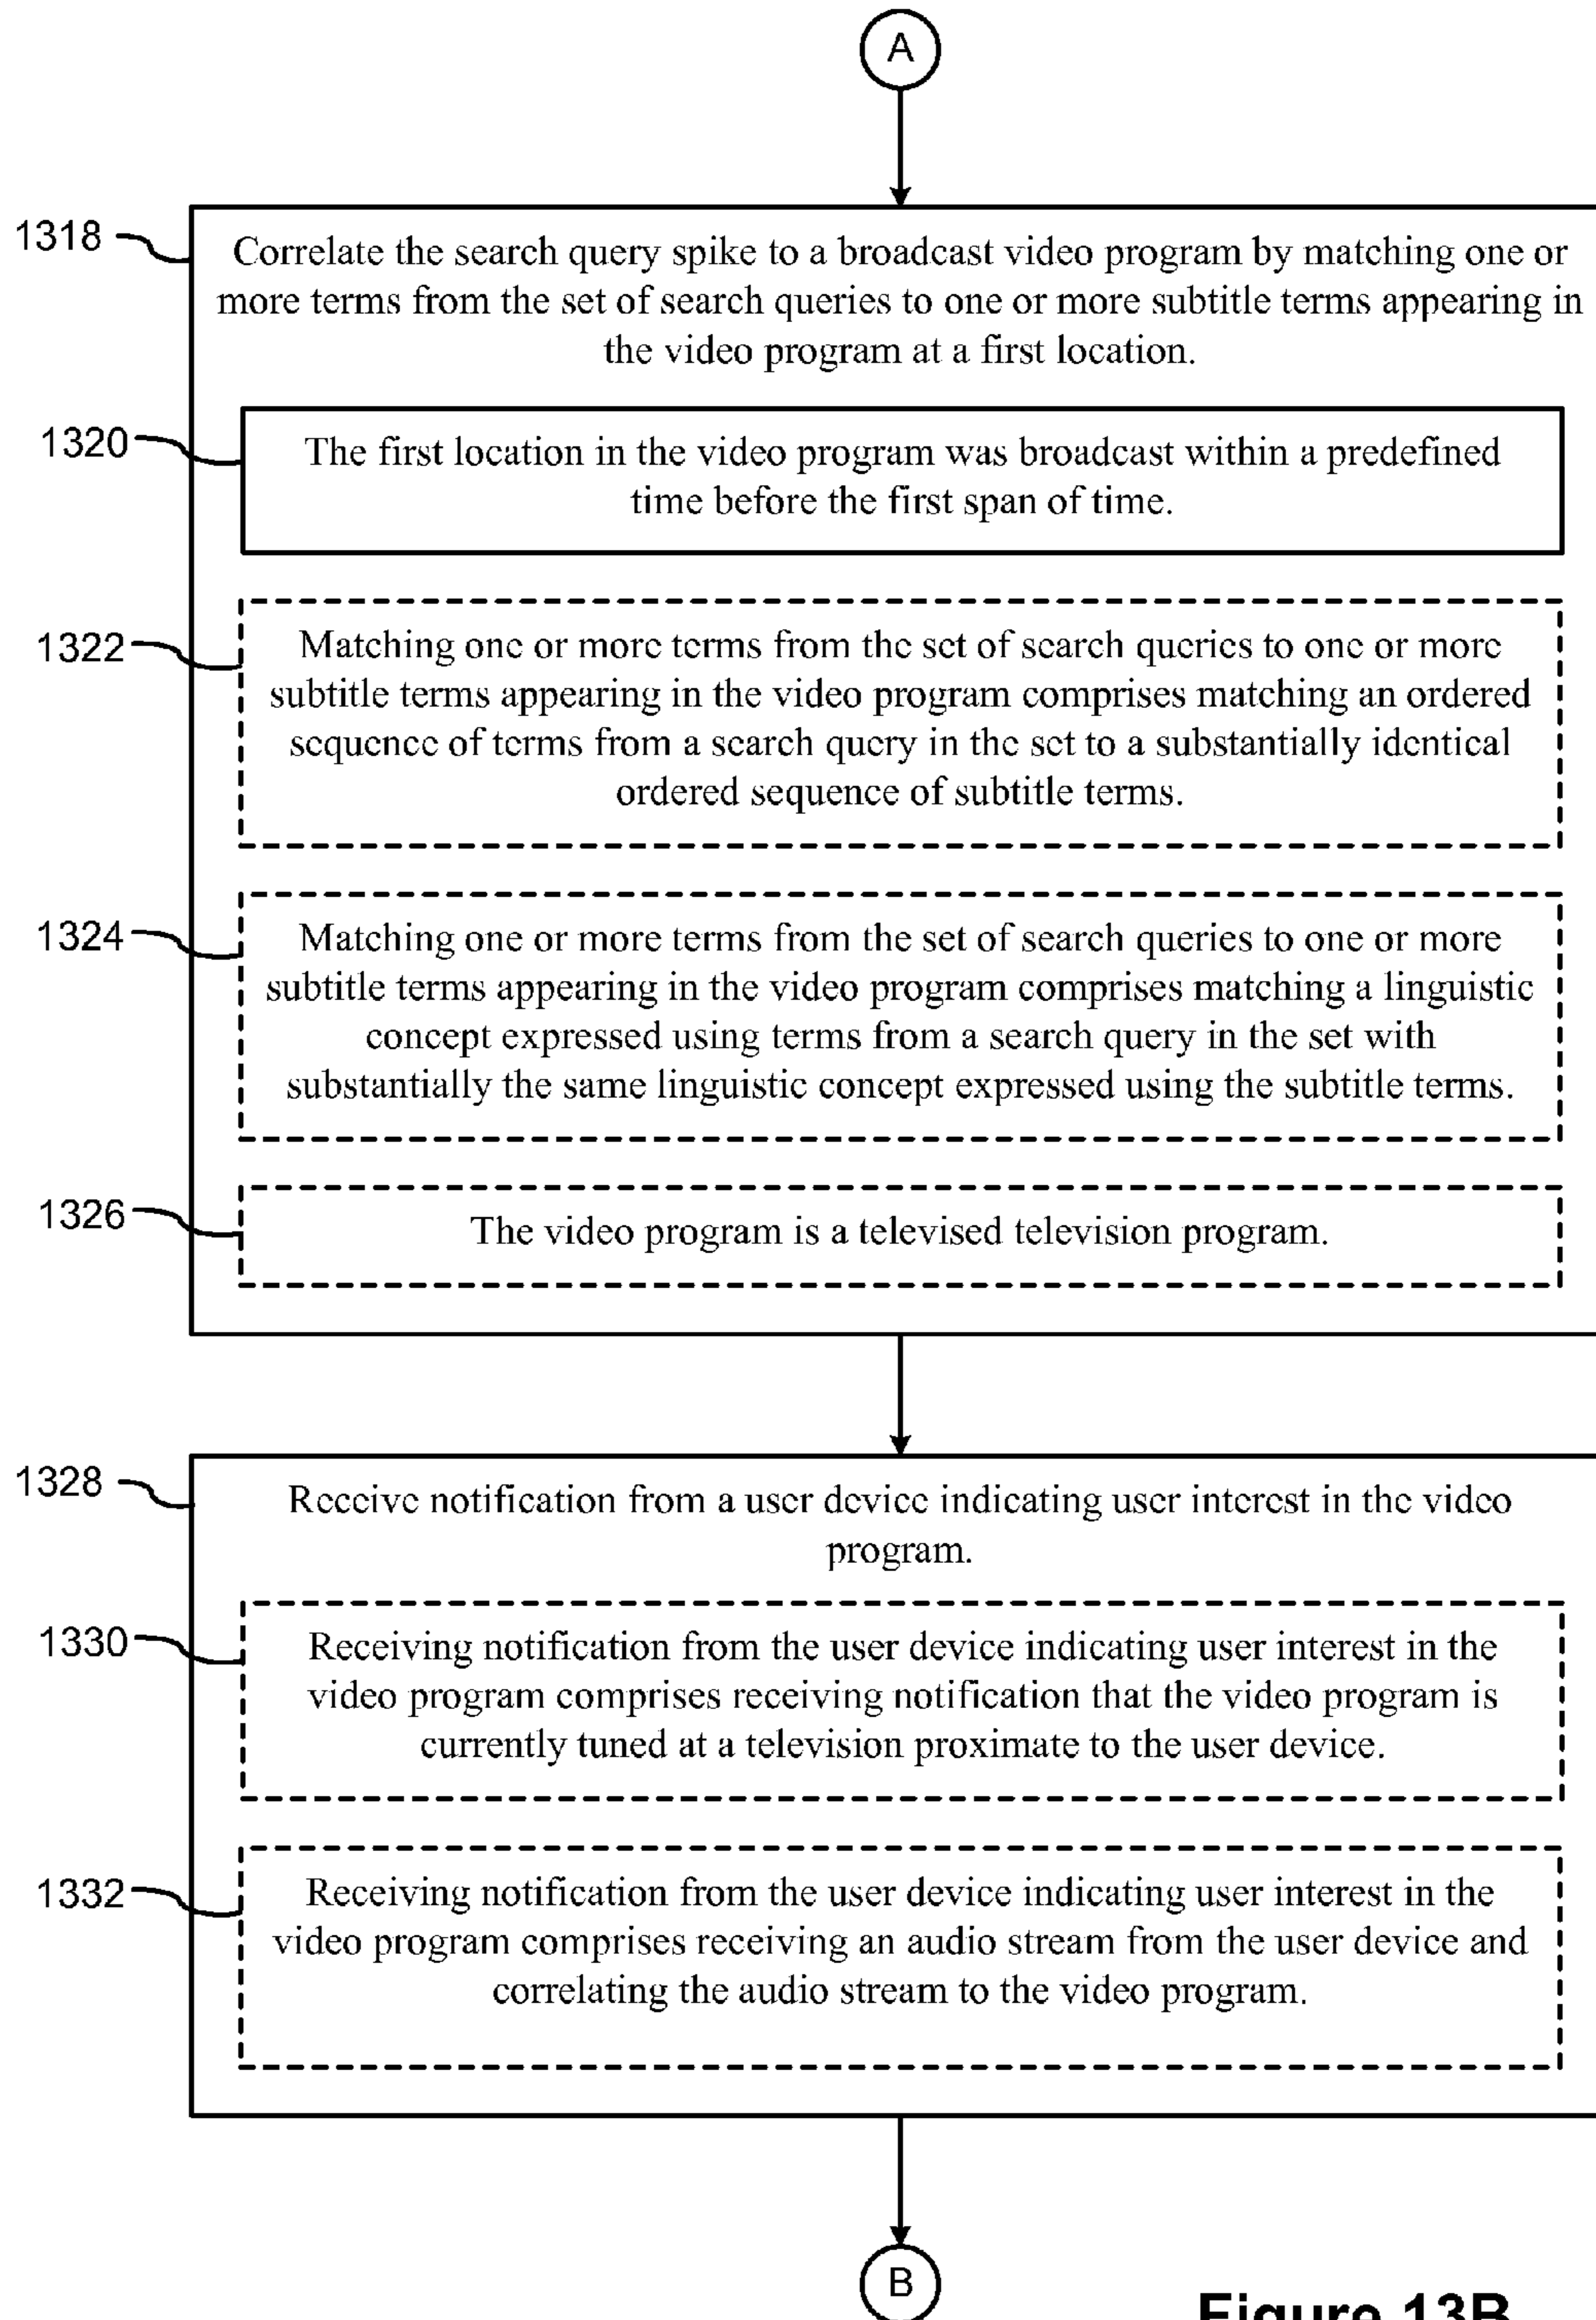 A
1318
Correlate the search query spike to a broadcast video program by matching one or
more terms from the set of search queries to one or more subtitle terms appearing in
the video program at a first location.
1320
The first location in the video program was broadcast within a predefined
time before the first span of time.
1322
Matching one or more terms from the set of search queries to one or more
subtitle terms appearing in the video program comprises matching an ordered
sequence of terms from a search query in the set to a substantially identical
ordered sequence of subtitle terms.
1324
Matching one or more terms from the set of search queries to one or more
subtitle terms appearing in the video program comprises matching a linguistic
concept expressed using terms from a search query in the set with
substantially the same linguistic concept expressed using the subtitle terms.
1326
The video program is a televised television program.
1328
Receive notification from a user device indicating user interest in the video
program.
1330
Receiving notification from the user device indicating user interest in the
video program comprises receiving notification that the video program is
currently tuned at a television proximate to the user device.
1332
Receiving notification from the user device indicating user interest in the
video program comprises receiving an audio stream from the user device and
correlating the audio stream to the video program.
B
Figure 13B